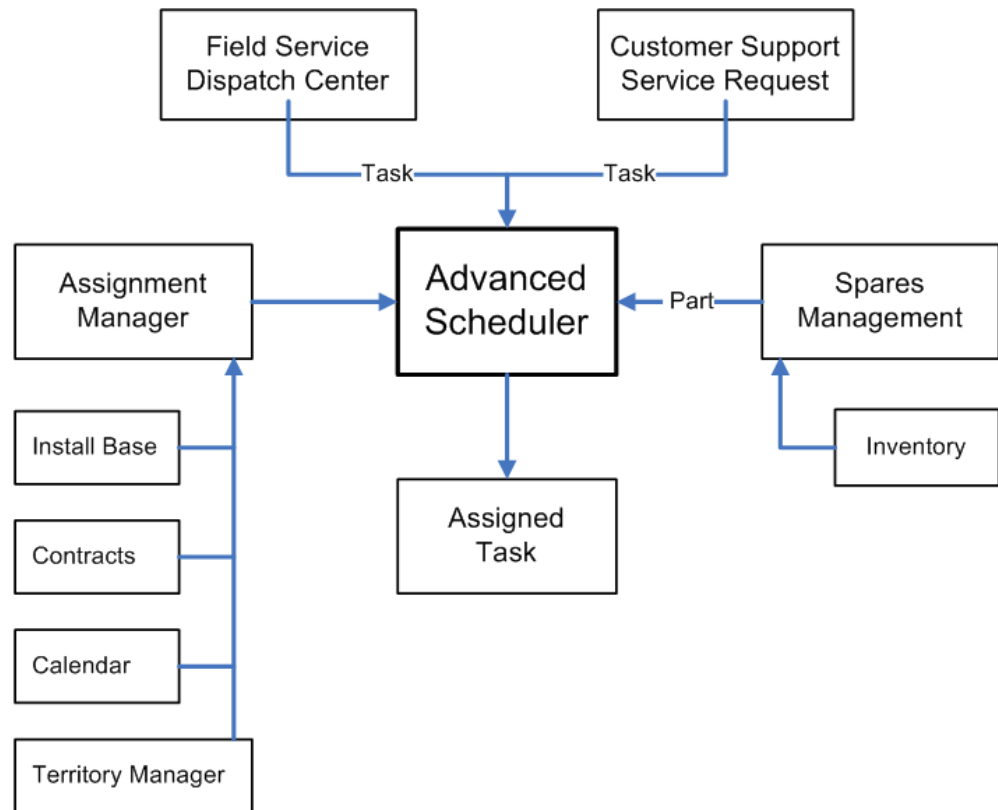 Field Service
Dispatch Center
Customer Support
Service Request
Task
Task
Assignment
Manager
Advanced
Scheduler
Part
Spares
Management
Install Base
Inventory
Assigned
Task
Contracts
Calendar
Territory Manager